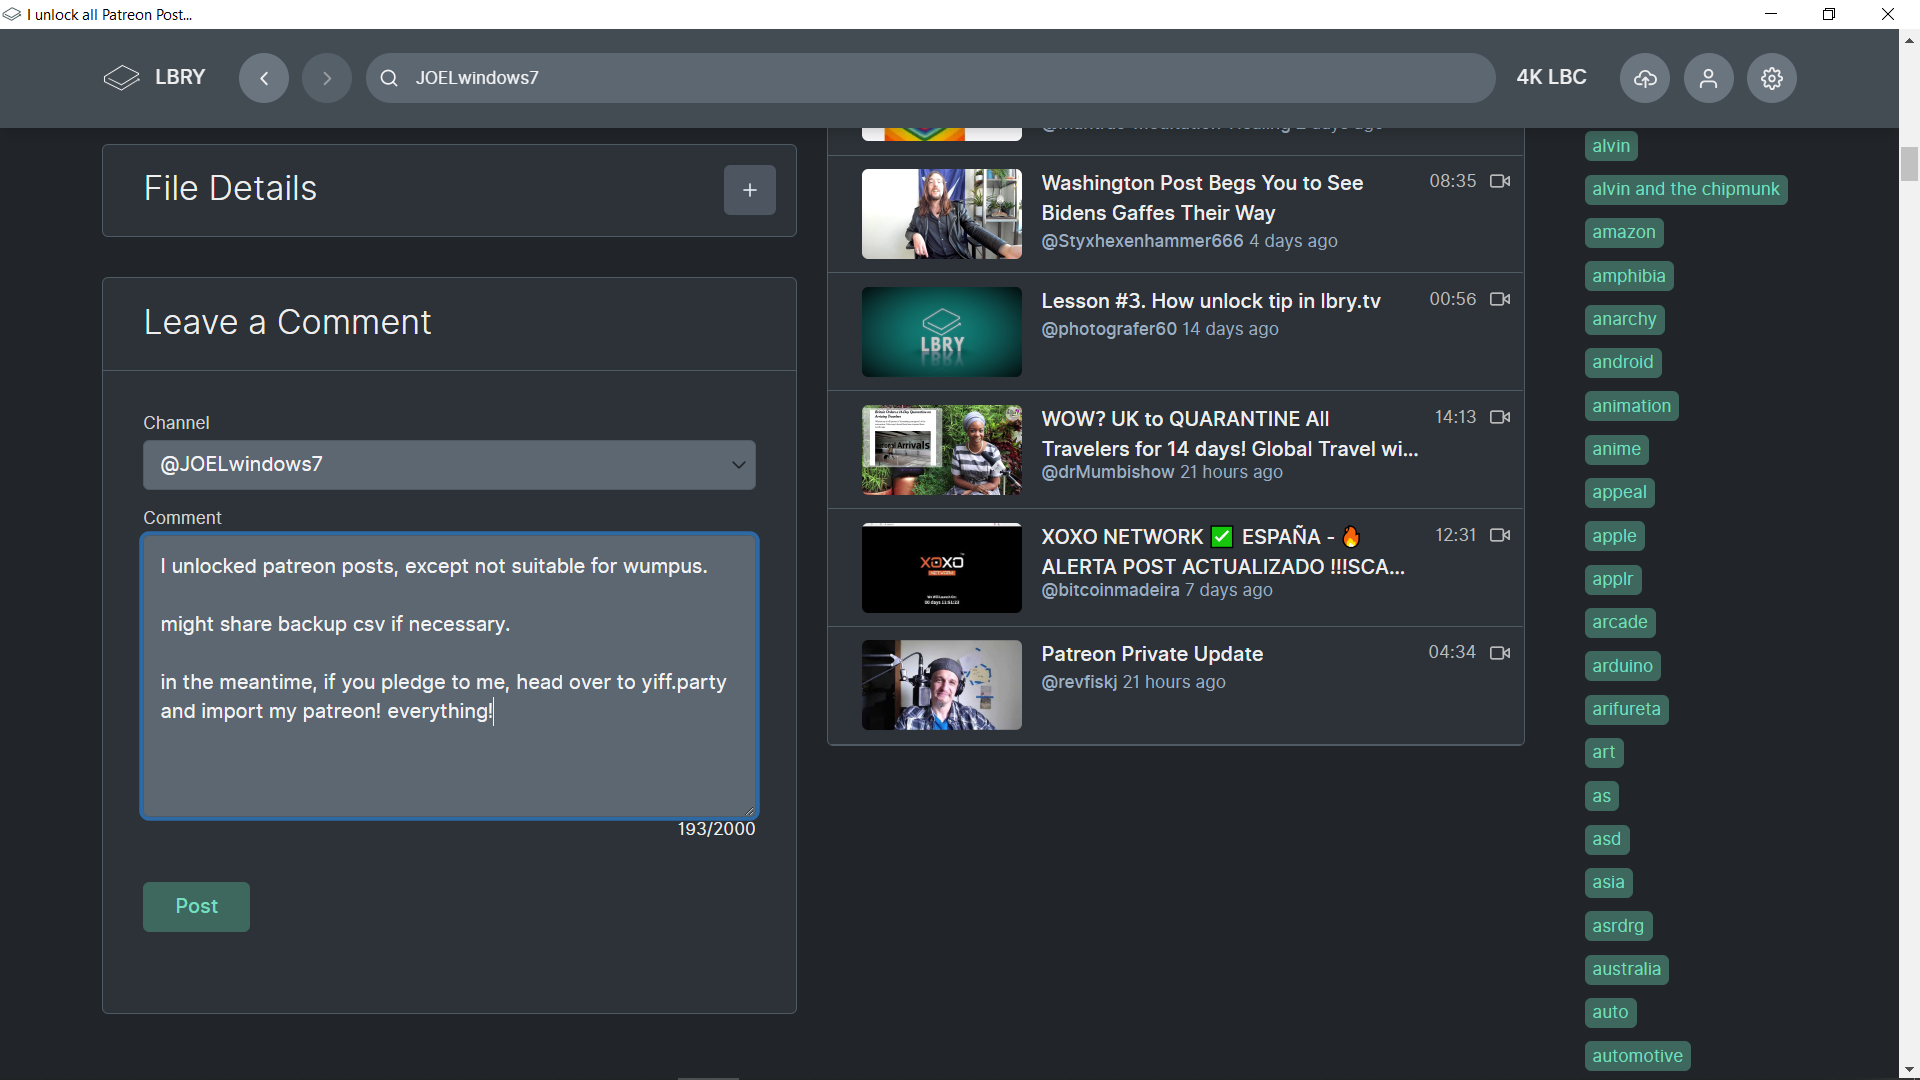 I unlock all Patreon Post...
LBRY
JOELwindows7
4K LBC
File Details
Leave a Comment
Channel
@JOELwindows7
Comment
I unlocked patreon posts, except not suitable for wumpus.
might share backup csv if necessary.
in the meantime, if you pledge to me, head over to yiff.party
and import my patreon! everything!
193/2000
Post
Washington Post Begs You to See
Bidens Gaffes Their Way
08:35
@Styxhexenhammer666 4 days ago
Lesson #3. How unlock tip in lbry.tv
00:56
@photografer60 14 days ago
LBRY
WOW? UK to QUARANTINE All
Travelers for 14 days! Global Travel wi...
14:13
@drMumbishow 21 hours ago
Arrivals
XOXO NETWORK ✅ ESPAÑA - 🔥
ALERTA POST ACTUALIZADO !!!SCA...
12:31
@bitcoinmadeira 7 days ago
XOXO
NETWORK
Patreon Private Update
04:34
@revfiskj 21 hours ago
alvin
alvin and the chipmunk
amazon
amphibia
anarchy
android
animation
anime
appeal
apple
applr
arcade
arduino
arifureta
art
as
asd
asia
asrdrg
australia
auto
automotive